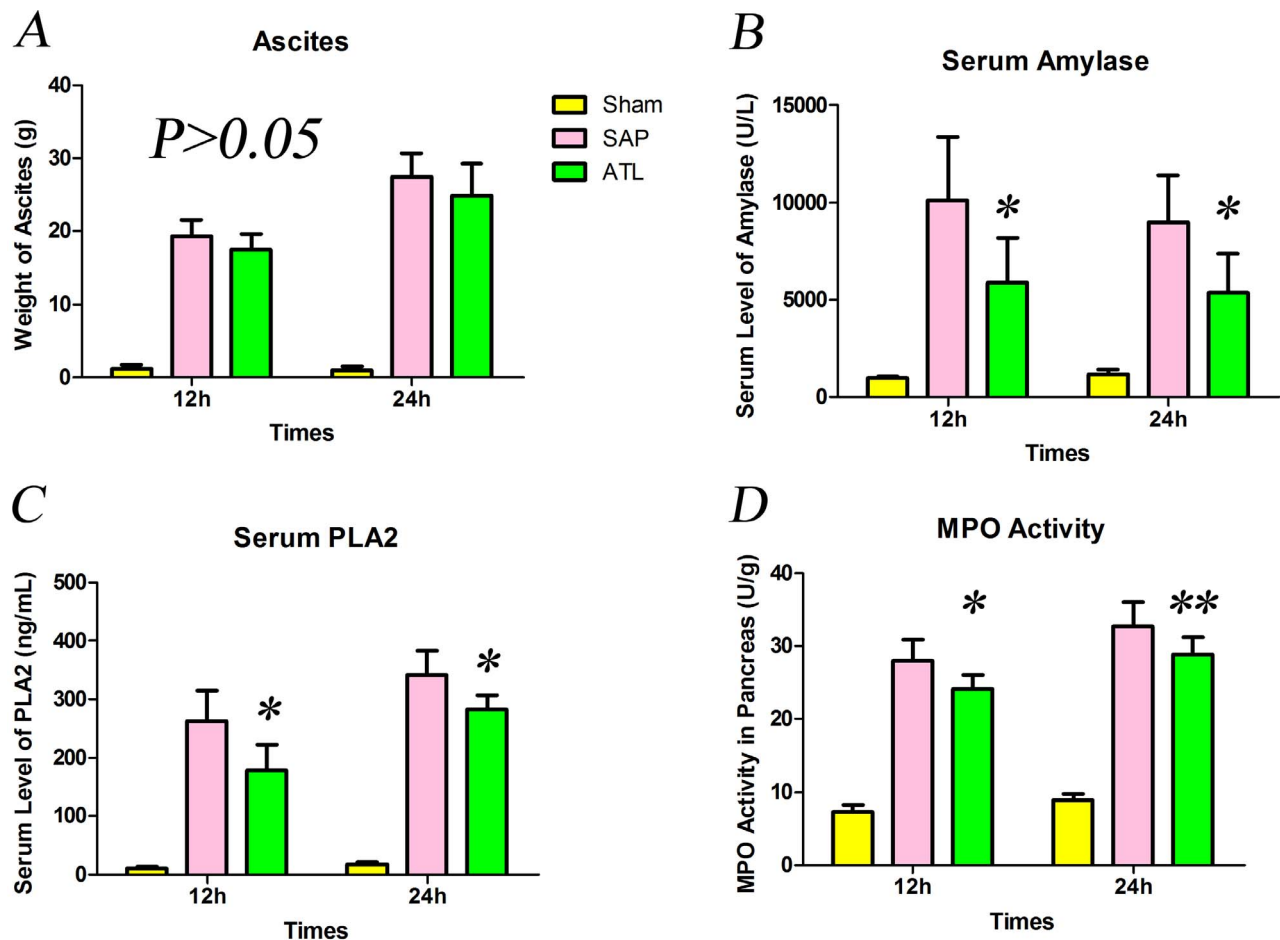 A
Ascites
Weight of Ascites (g)
40
30
20
10
0
P>0.05
12h
24h
Times
Sham
SAP
ATL
B
Serum Amylase
Serum Level of Amylase (U/L)
15000
10000
5000
0
*
*
12h
24h
Times
C
Serum PLA2
Serum Level of PLA2 (ng/mL)
500
400
300
200
100
0
*
*
12h
24h
Times
D
MPO Activity
MPO Activity in Pancreas (U/g)
40
30
20
10
0
*
**
12h
24h
Times